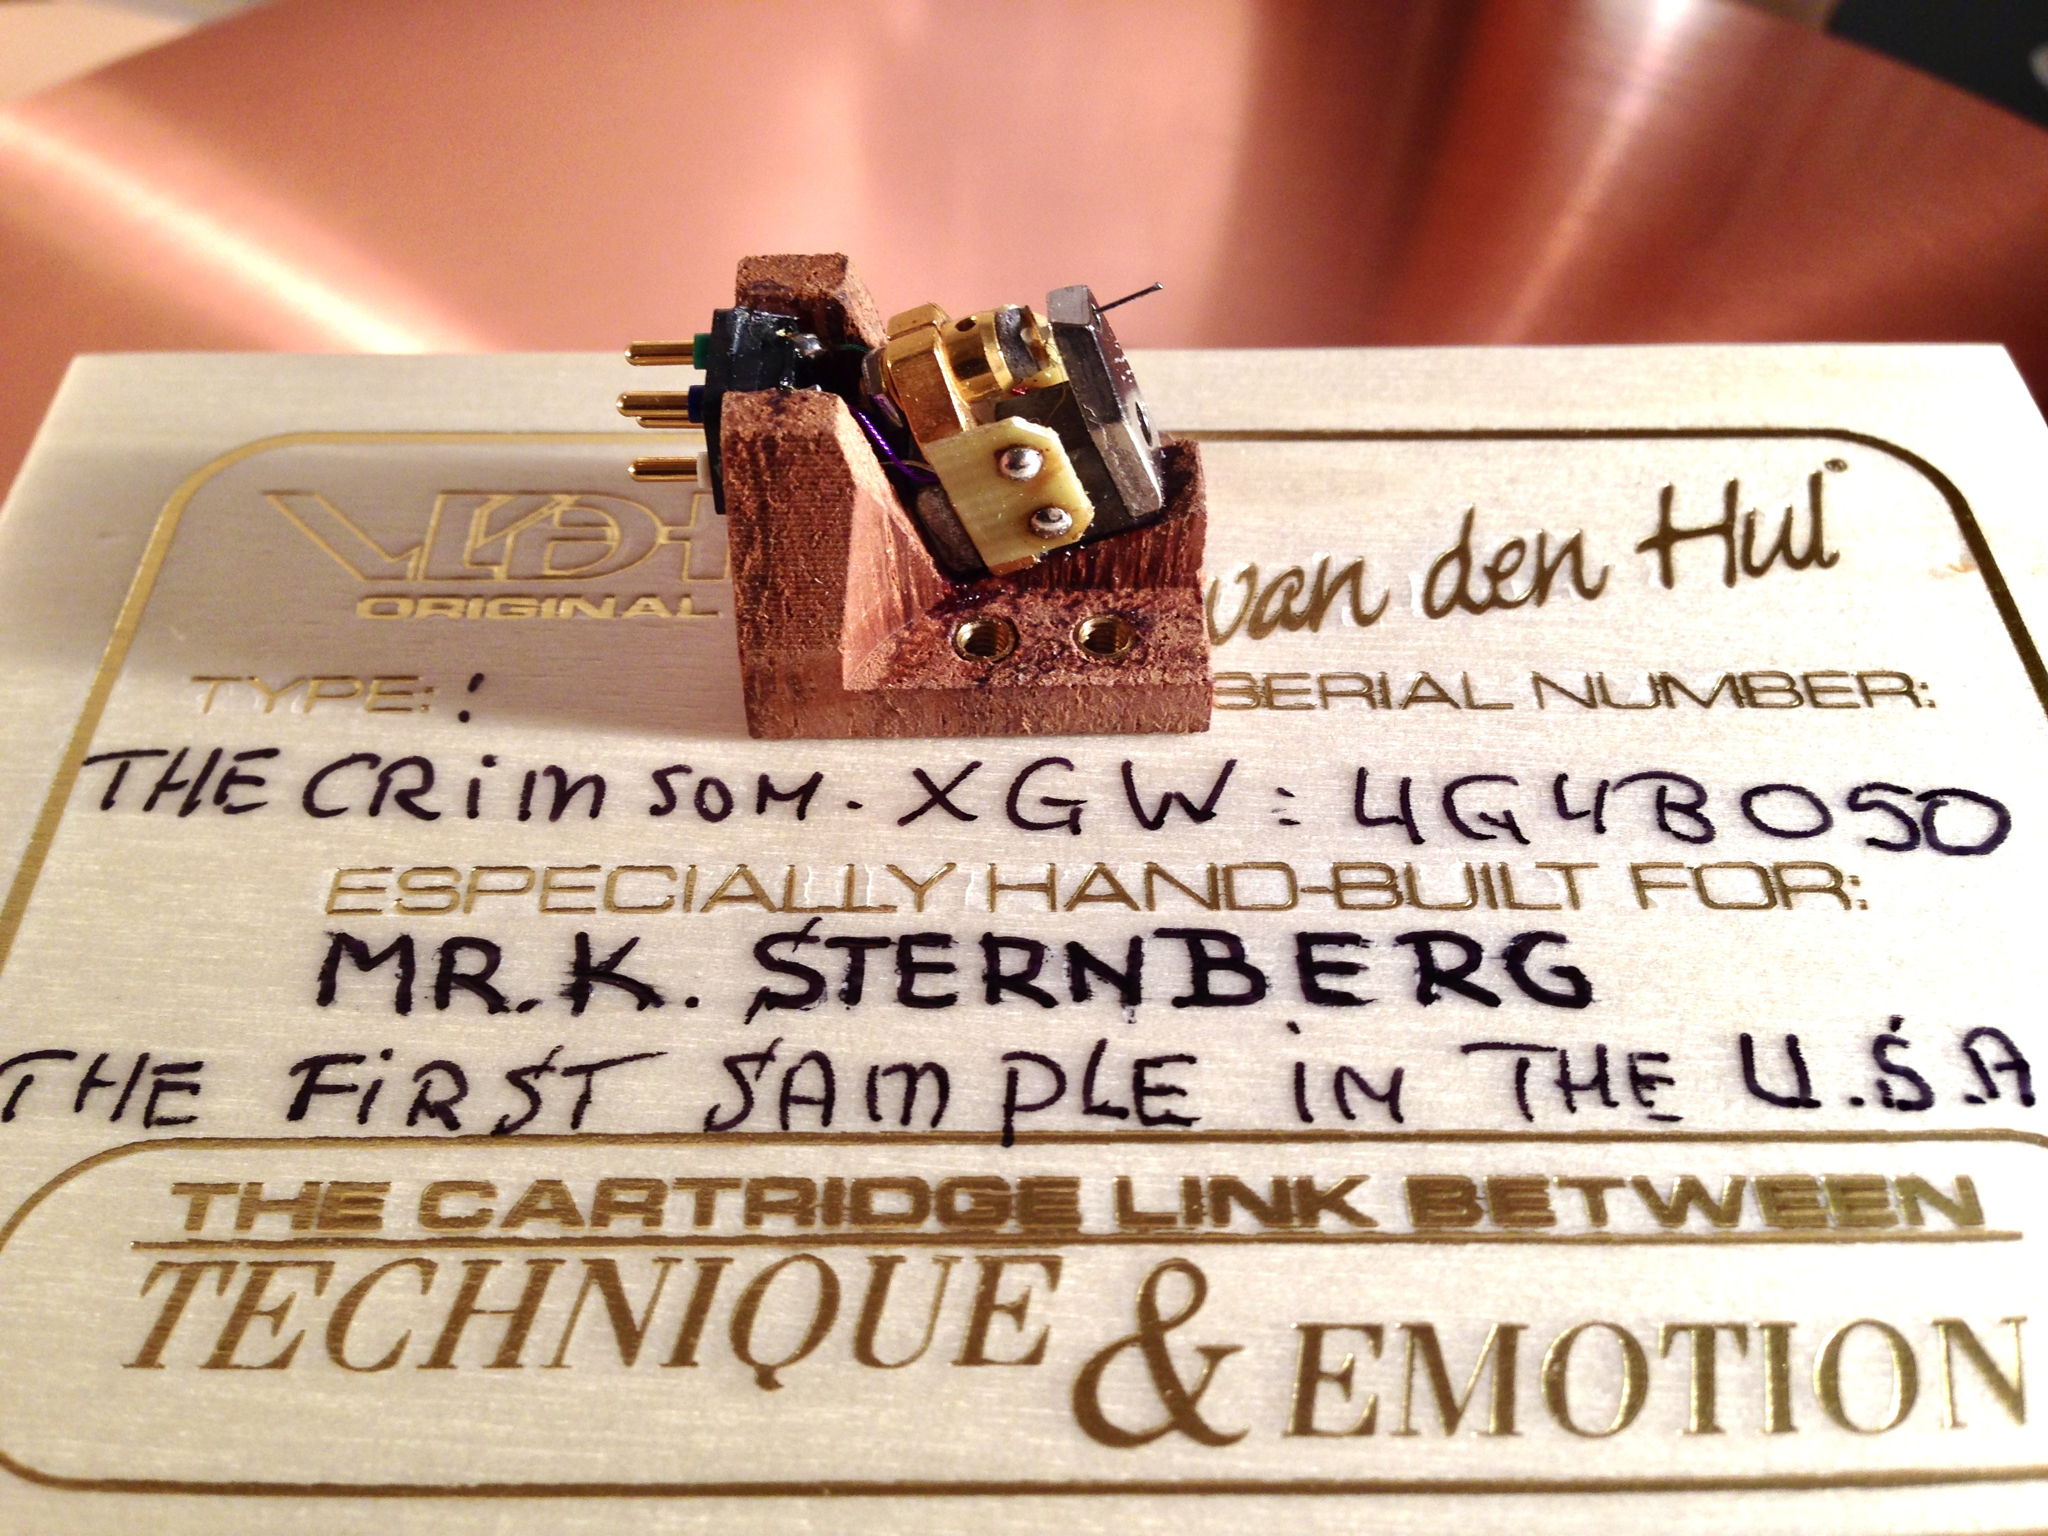 VDH van den Hul®
ORIGINAL
TYPE: : SERIAL NUMBER:
THE CRIMSON. XGW: 4G4B050
ESPECIALLY HAND-BUILT FOR:
MR. K. STERNBERG
THE FIRST SAMPLE IN THE U.S.A
THE CARTRIDGE LINK BETWEEN
TECHNIQUE & EMOTION